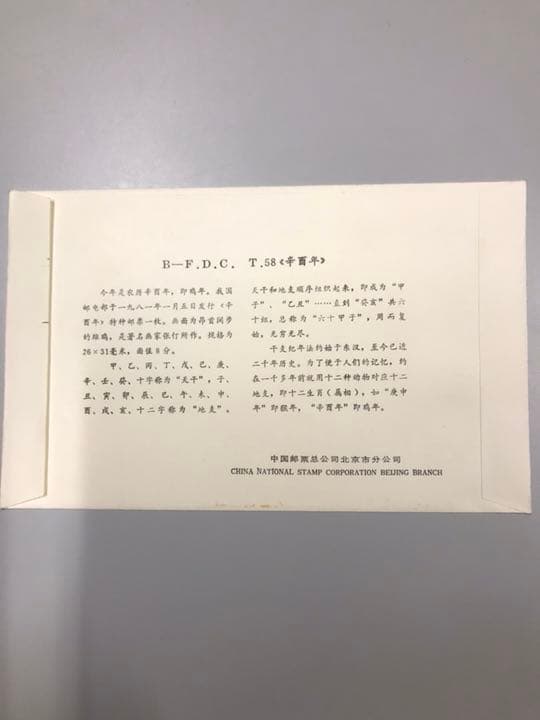 B—F.D.C. T.58《辛酉年》
今年是农历辛酉年，即鸡年。我国
邮电部于一九八一年一月五日发行《辛
酉年》特种邮票一枚。画面为昂首阔步
的雄鸡，是著名画家张仃所作。规格为
26×31毫米，面值8分。
甲、乙、丙、丁、戊、己、庚、
辛、壬、癸，十字称为“天干”，子、
丑、寅、卯、辰、巳、午、未、申、
酉、戌、亥，十二字称为“地支”。
天干和地支顺序组织起来，即成为“甲
子”、“乙丑”……直到“癸亥”共六
十组，总称为“六十甲子”，周而复
始，无穷无尽。
干支纪年法约始于东汉，至今已近
二千年历史。为了便于人们的记忆，约
在一千多年前就用十二种动物对应十二
地支，即十二生肖（属相），如“庚申
年”即猴年，“辛酉年”即鸡年。
中国邮票总公司北京市分公司
CHINA NATIONAL STAMP CORPORATION BEIJING BRANCH